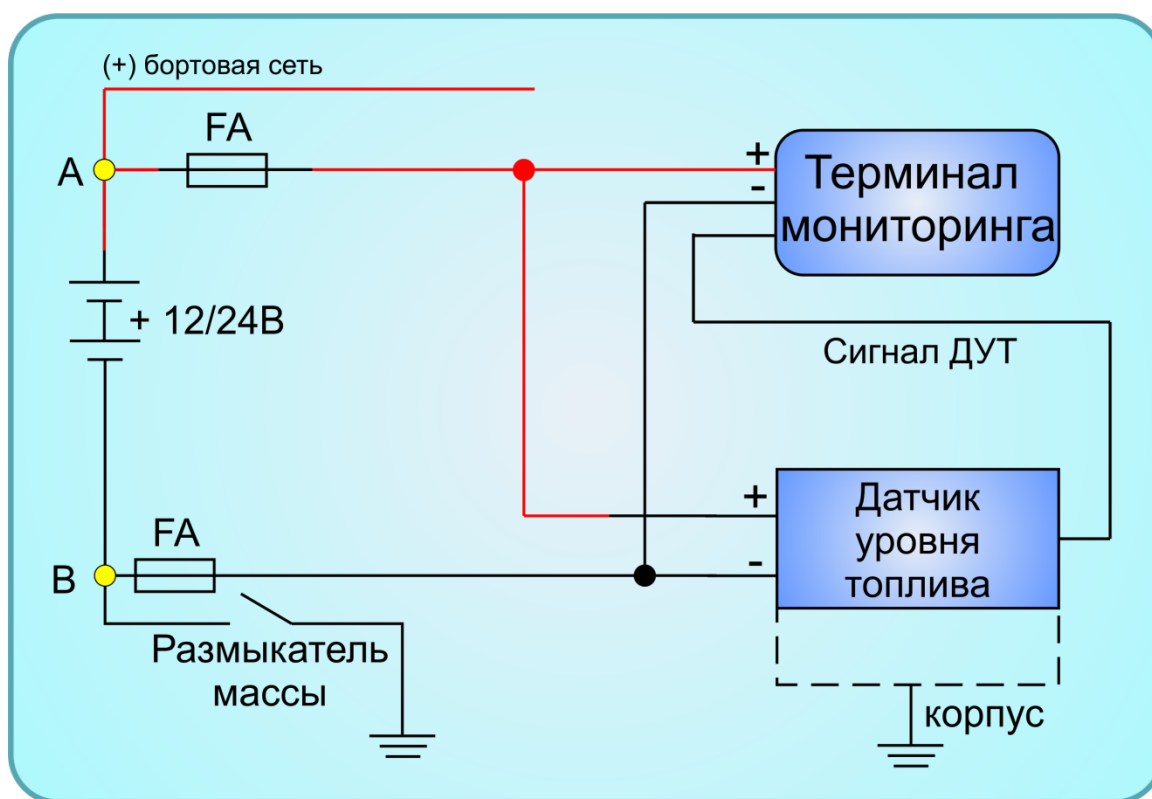 (+) бортовая сеть
FA
A
+
-
Терминал
мониторинга
+ 12/24В
Сигнал ДУТ
FA
B
+
-
Датчик
уровня
топлива
Размыкатель
массы
корпус